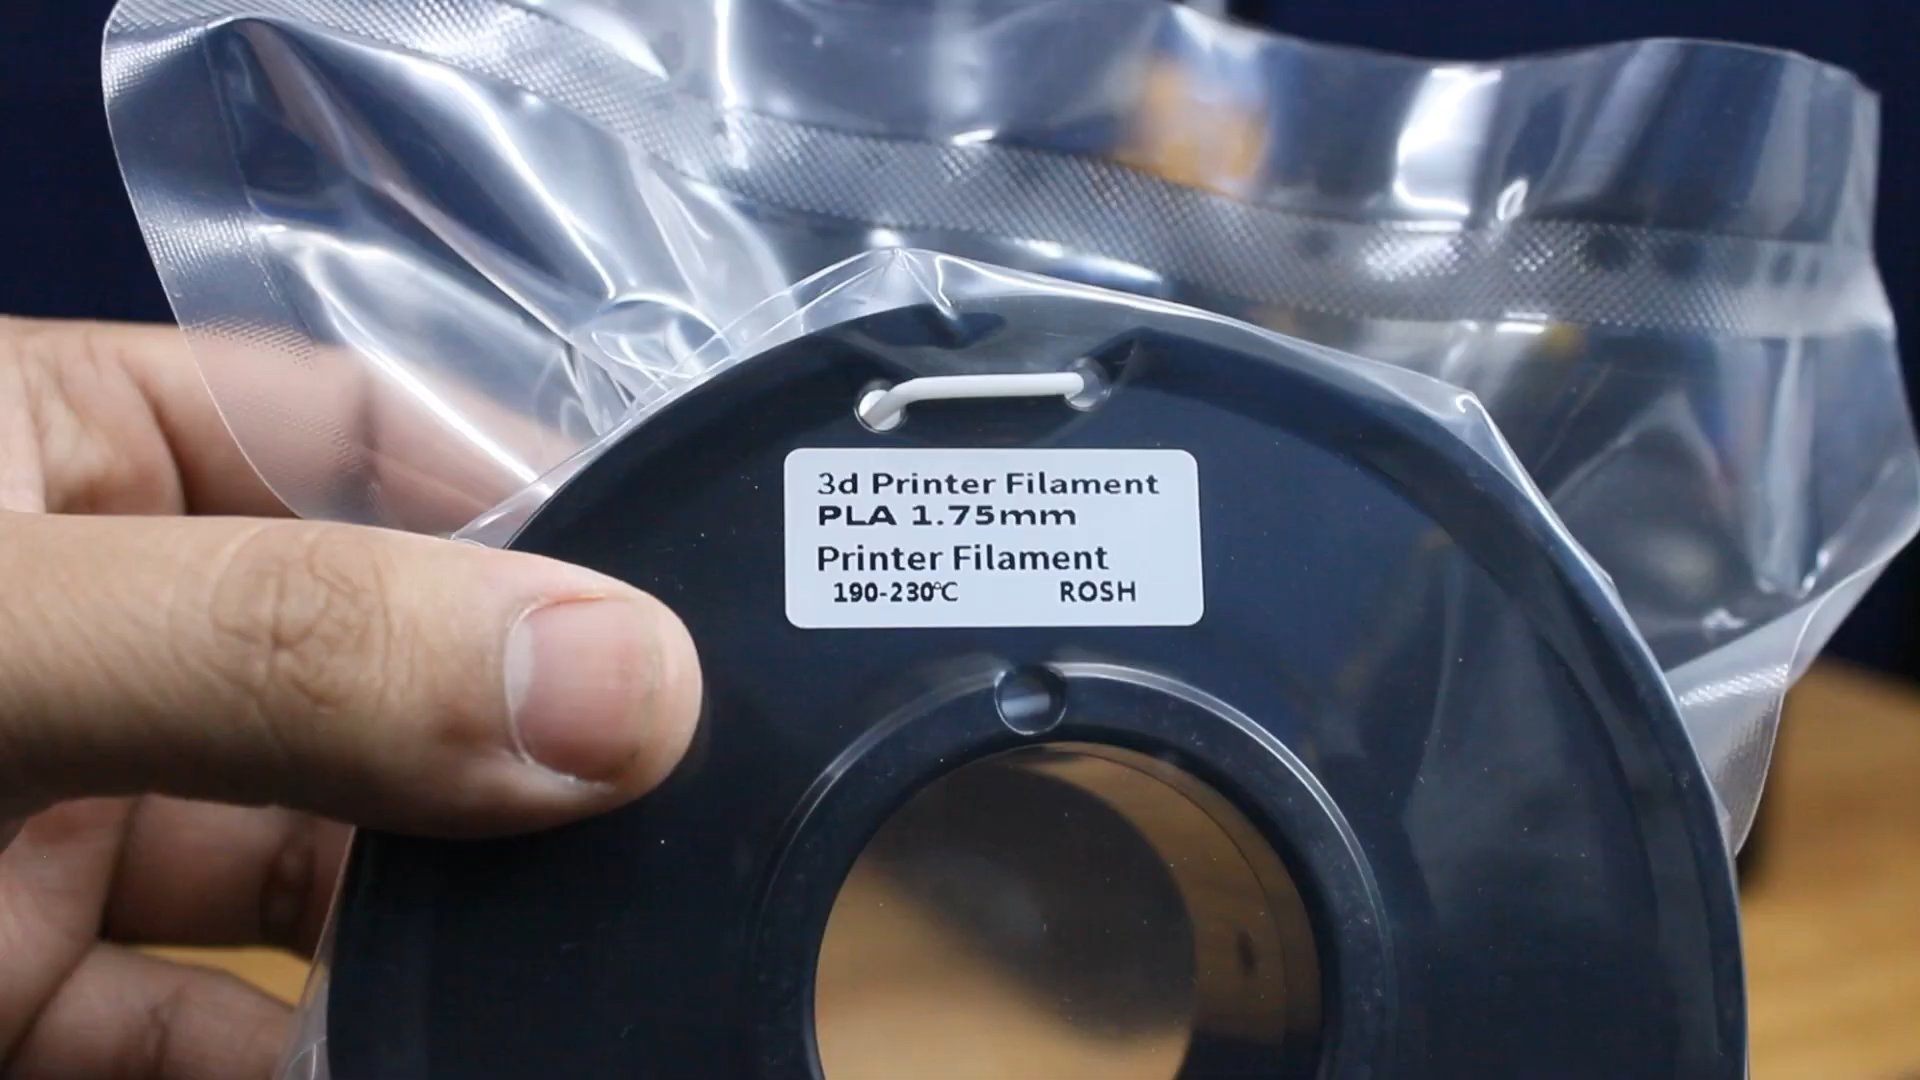 3d Printer Filament
PLA 1.75mm
Printer Filament
190-230℃ ROSH